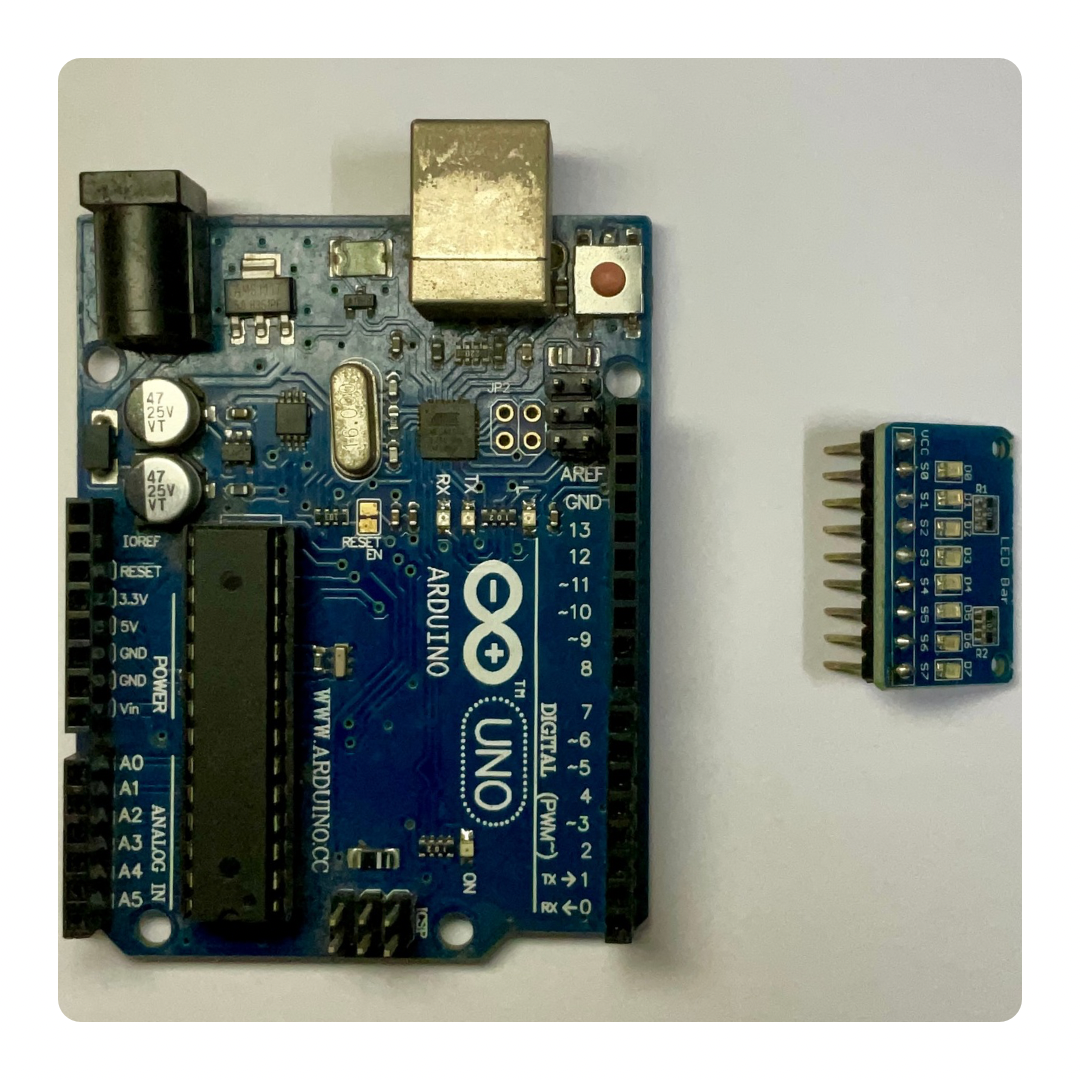 47
25V
VT
47
25V
VT
JP2
RX
TX
L
RESET
EN
AREF
GND
13
12
~11
~10
~9
8
7
~6
~5
4
~3
2
TX→1
RX←0
DIGITAL (PWM~)
IOREF
RESET
3.3V
5V
GND
GND
Vin
POWER
A0
A1
A2
A3
A4
A5
ANALOG IN
WWW.ARDUINO.CC
ARDUINO
TM
UNO
ON
ICSP
VCC
S0
S1
S2
S3
S4
S5
S6
S7
D0
D1
D2
D3
D4
D5
D6
D7
R1
R2
LED Bar